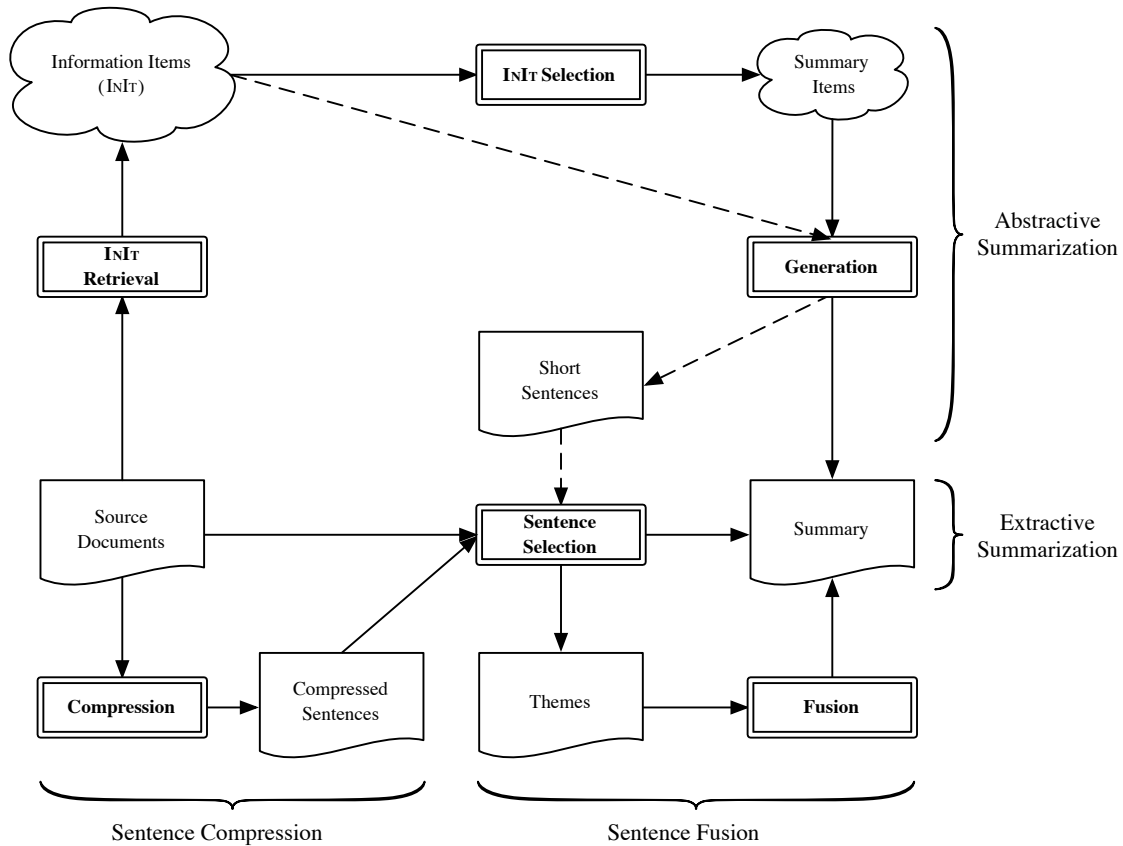 Information Items
(INIT)
INIT Selection
Summary
Items
Abstractive
Summarization
INIT
Retrieval
Generation
Short
Sentences
Source
Documents
Sentence
Selection
Summary
Extractive
Summarization
Compression
Compressed
Sentences
Themes
Fusion
Sentence Compression
Sentence Fusion